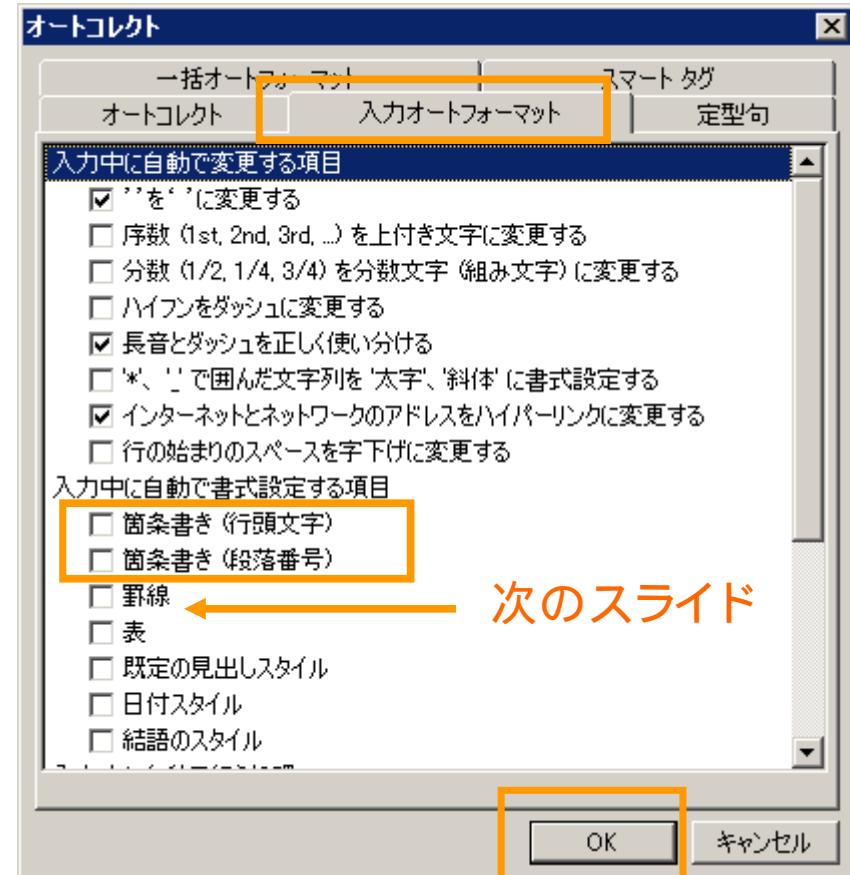 オートコレクト
一括オートフォーマット
スマート タグ
オートコレクト
入力オートフォーマット
定型句
入力中に自動で変更する項目
' 'を‘ ’に変更する
序数 (1st, 2nd, 3rd, ...) を上付き文字に変更する
分数 (1/2, 1/4, 3/4) を分数文字 (組み文字) に変更する
ハイフンをダッシュに変更する
長音とダッシュを正しく使い分ける
'*'、'_' で囲んだ文字列を '太字'、'斜体' に書式設定する
インターネットとネットワークのアドレスをハイパーリンクに変更する
行の始まりのスペースを字下げに変更する
入力中に自動で書式設定する項目
箇条書き (行頭文字)
箇条書き (段落番号)
罫線
次のスライド
表
既定の見出しスタイル
日付スタイル
結語のスタイル
OK
キャンセル